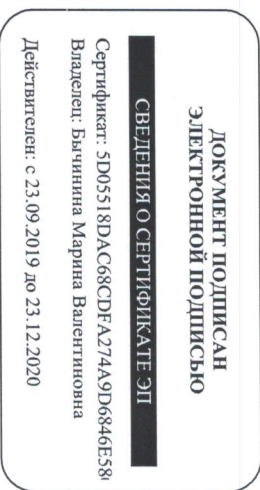 ДОКУМЕНТ ПОДПИСАН
ЭЛЕКТРОННОЙ ПОДПИСЬЮ
СВЕДЕНИЯ О СЕРТИФИКАТЕ ЭП
Сертификат: 5D05518DAC68CDFA274A9D6846E58
Владелец: Бычинина Марина Валентиновна
Действителен: с 23.09.2019 до 23.12.2020